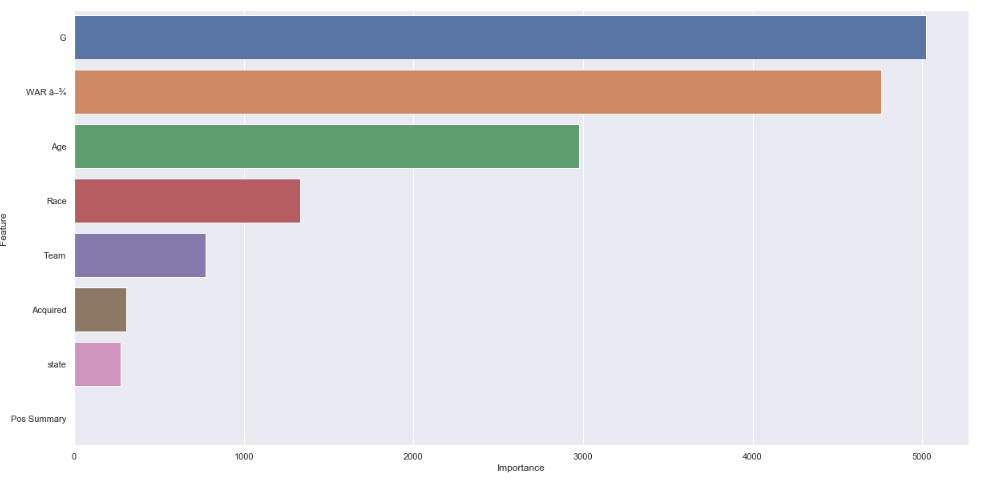 G
WAR â–¾
Age
Race
Team
Acquired
state
Pos Summary
Feature
0 1000 2000 3000 4000 5000
Importance